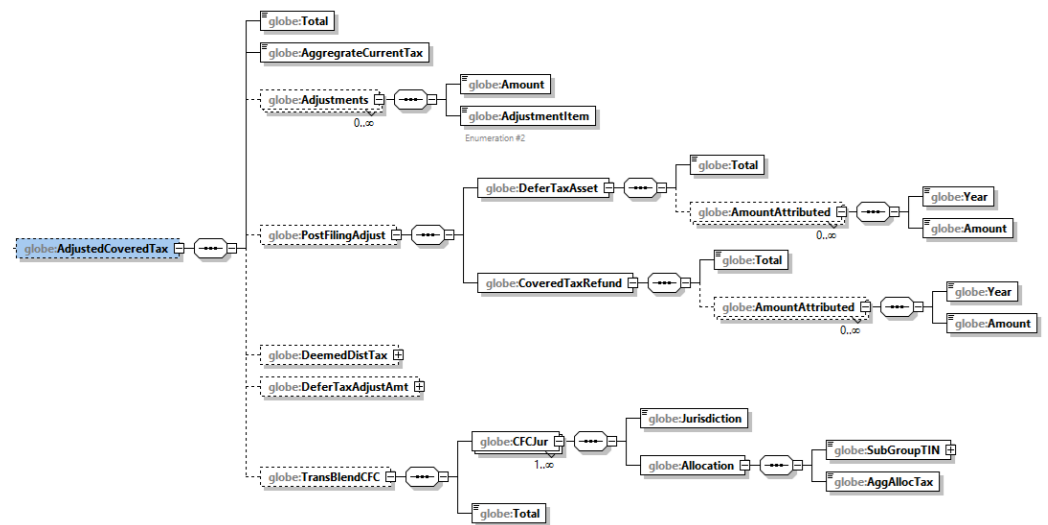 globe:Total
globe:AggregrateCurrentTax
globe:Adjustments
0..∞
globe:Amount
globe:AdjustmentItem
Enumeration #2
globe:AdjustedCoveredTax
globe:PostFilingAdjust
globe:DeferTaxAsset
globe:Total
globe:AmountAttributed
0..∞
globe:Year
globe:Amount
globe:CoveredTaxRefund
globe:Total
globe:AmountAttributed
0..∞
globe:Year
globe:Amount
globe:DeemedDistTax
globe:DeferTaxAdjustAmt
globe:TransBlendCFC
globe:CFCJur
1..∞
globe:Jurisdiction
globe:Allocation
globe:SubGroupTIN
globe:AggAllocTax
globe:Total